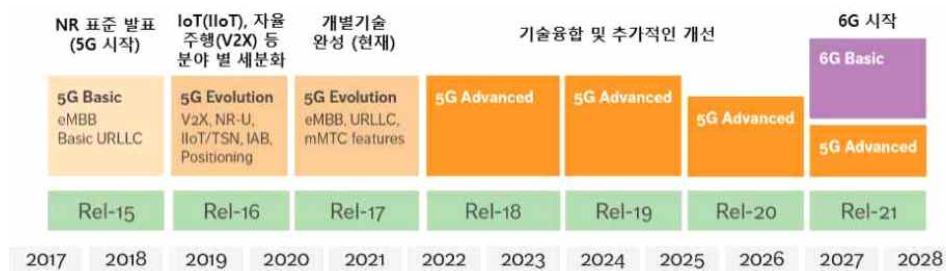 NR 표준 발표
(5G 시작)
IoT(IIoT), 자율
주행(V2X) 등
분야 별 세분화
개별기술
완성 (현재)
기술융합 및 추가적인 개선
6G 시작
5G Basic
eMBB
Basic URLLC
5G Evolution
V2X, NR-U,
IIoT/TSN, IAB,
Positioning
5G Evolution
eMBB, URLLC,
mMTC features
5G Advanced
5G Advanced
5G Advanced
6G Basic
5G Advanced
Rel-15
Rel-16
Rel-17
Rel-18
Rel-19
Rel-20
Rel-21
2017
2018
2019
2020
2021
2022
2023
2024
2025
2026
2027
2028